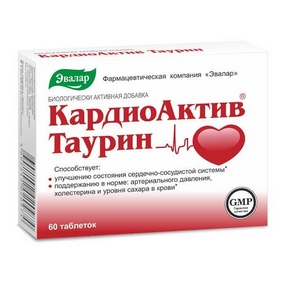 Эвалар
Фармацевтическая компания «Эвалар»
БИОЛОГИЧЕСКИ АКТИВНАЯ ДОБАВКА
КардиоАктив®
Таурин
Способствует:
• улучшению состояния сердечно-сосудистой системы*
• поддержанию в норме: артериального давления,
холестерина и уровня сахара в крови*
GMP
60 таблеток